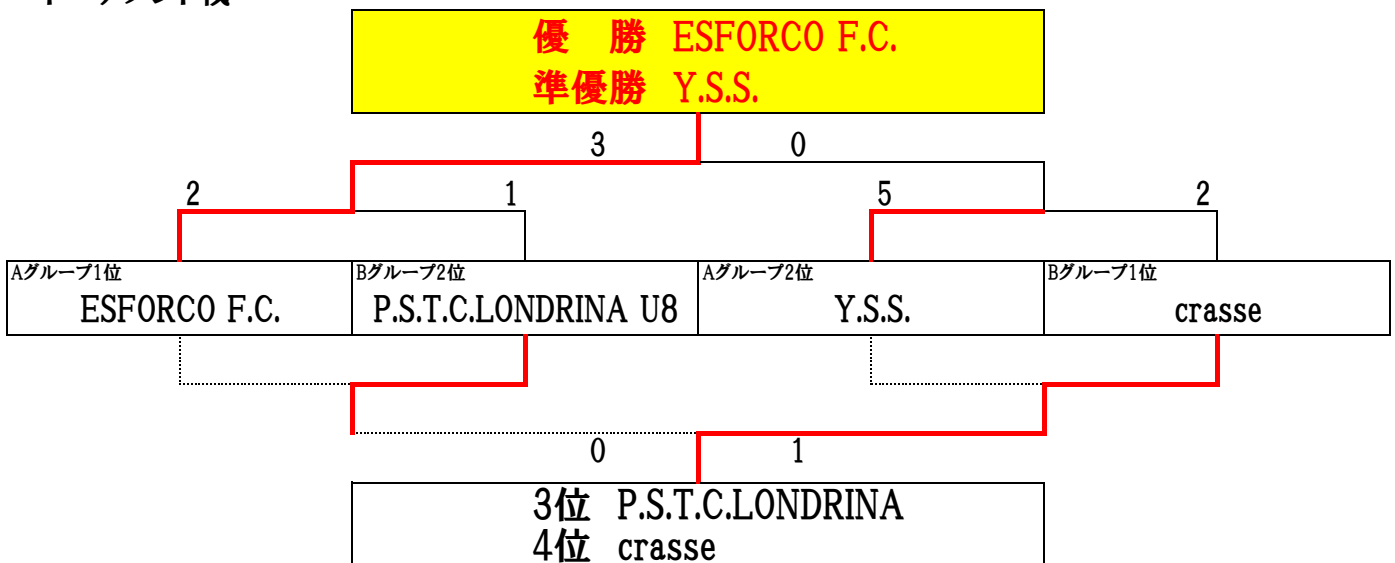 優　勝 ESFORCO F.C.
準優勝 Y.S.S.
3 0
2 1 5 2
Aグループ1位 Bグループ2位 Aグループ2位 Bグループ1位
ESFORCO F.C. P.S.T.C.LONDRINA U8 Y.S.S. crasse
0 1
3位 P.S.T.C.LONDRINA
4位 crasse